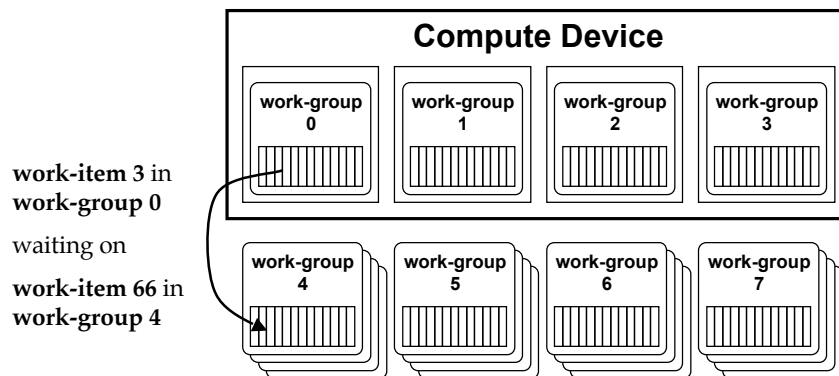 Compute Device
work-group
0
work-group
1
work-group
2
work-group
3
work-item 3 in
work-group 0
waiting on
work-item 66 in
work-group 4
work-group
4
work-group
5
work-group
6
work-group
7